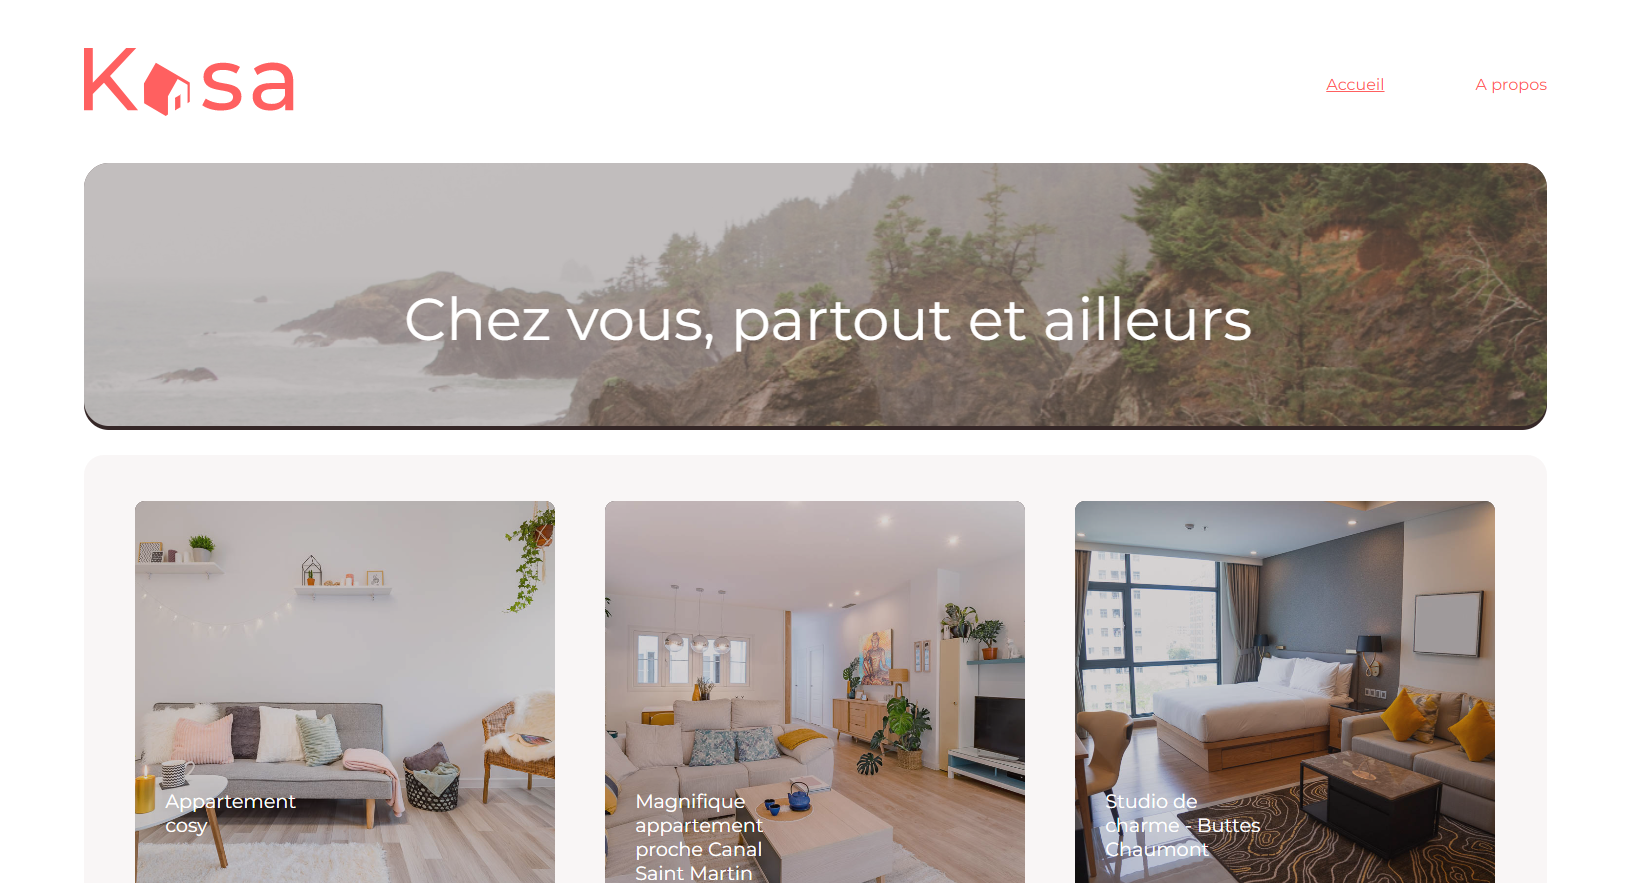 Kasa
Accueil
A propos
Chez vous, partout et ailleurs
Appartement
cosy
Magnifique
appartement
proche Canal
Saint Martin
Studio de
charme - Buttes
Chaumont